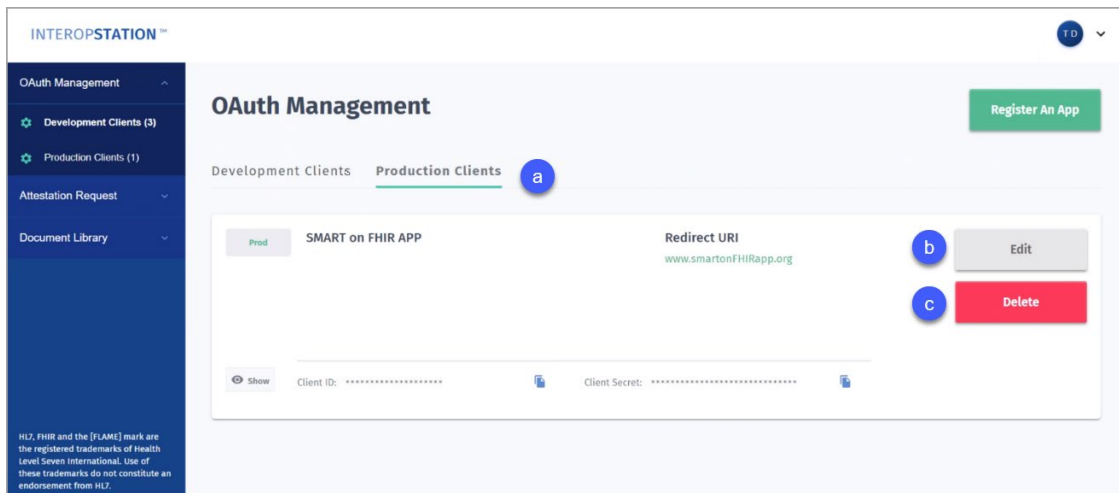 INTEROPSTATION™
TD
OAuth Management
Development Clients (3)
Production Clients (1)
Attestation Request
Document Library
HL7, FHIR and the [FLAME] mark are
the registered trademarks of Health
Level Seven International. Use of
these trademarks do not constitute an
endorsement from HL7.
OAuth Management
Register An App
Development Clients Production Clients a
Prod SMART on FHIR APP Redirect URI
www.smartonFHIRapp.org
b Edit
c Delete
Show Client ID: •••••••••••••••••••• Client Secret: ••••••••••••••••••••••••••••••